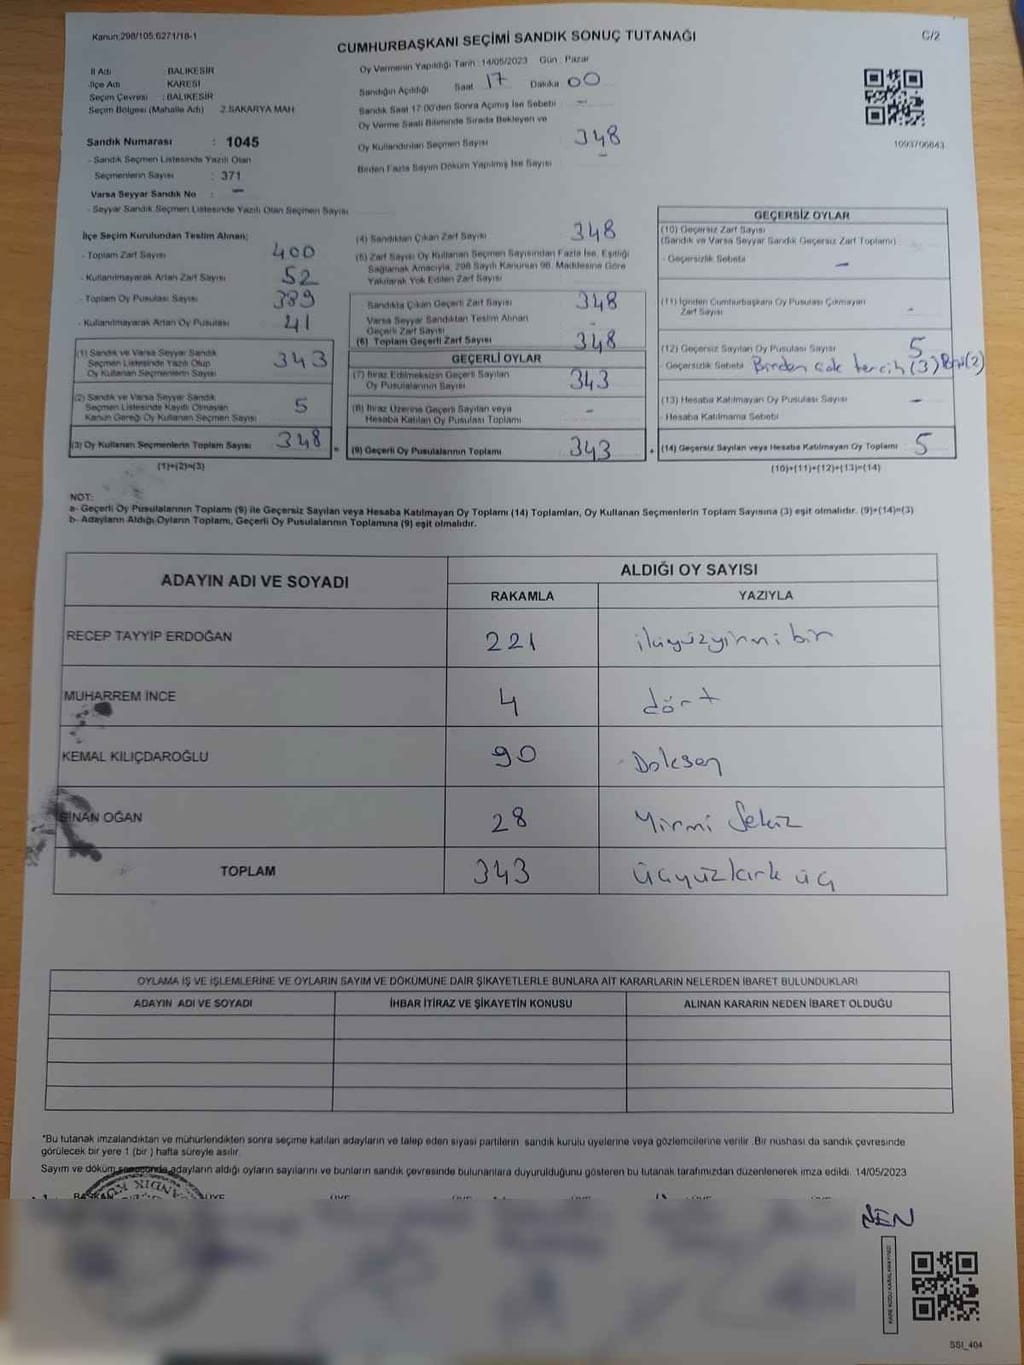 Kanun:298/105,6271/18-1
CUMHURBAŞKANI SEÇİMİ SANDIK SONUÇ TUTANAĞI
C/2
İl Adı : BALIKESİR
İlçe Adı : KARESİ
Seçim Çevresi : BALIKESİR
Seçim Bölgesi (Mahalle Adı) : 2.SAKARYA MAH
Sandık Numarası : 1045
- Sandık Seçmen Listesinde Yazılı Olan
Seçmenlerin Sayısı : 371
Varsa Seyyar Sandık No : -
- Seyyar Sandık Seçmen Listesinde Yazılı Olan Seçmen Sayısı
Oy Vermenin Yapıldığı Tarih : 14/05/2023 Gün : Pazar
Sandığın Açıldığı Saat 17 Dakika 00
Sandık Saat 17:00'den Sonra Açımış İse Sebebi -
Oy Verme Saati Bitiminde Sırada Bekleyen ve
Oy Kullandırılan Seçmen Sayısı 348
Birden Fazla Sayım Döküm Yapılmış İse Sayısı -
1093706843
İlçe Seçim Kurulundan Teslim Alınan;
- Toplam Zarf Sayısı 400
- Kullanılmayarak Artan Zarf Sayısı 52
- Toplam Oy Pusulası Sayısı 389
- Kullanılmayarak Artan Oy Pusulası 41
(1) Sandık ve Varsa Seyyar Sandık
Seçmen Listesinde Yazılı Olup
Oy Kullanan Seçmenlerin Sayısı 343
(2) Sandık ve Varsa Seyyar Sandık
Seçmen Listesinde Kayıtlı Olmayan
Kanun Gereği Oy Kullanan Seçmen Sayısı 5
(3) Oy Kullanan Seçmenlerin Toplam Sayısı 348 =
(1)+(2)=(3)
(4) Sandıktan Çıkan Zarf Sayısı 348
(5) Zarf Sayısı Oy Kullanan Seçmen Sayısından Fazla İse, Eşitliği
Sağlamak Amacıyla, 298 Sayılı Kanunun 98. Maddesine Göre
Yakılarak Yok Edilen Zarf Sayısı
Sandıkta Çıkan Geçerli Zarf Sayısı 348
Varsa Seyyar Sandıktan Teslim Alınan
Geçerli Zarf Sayısı -
(6) Toplam Geçerli Zarf Sayısı 348
GEÇERLİ OYLAR
(7) İtiraz Edilmeksizin Geçerli Sayılan
Oy Pusulalarının Sayısı 343
(8) İtiraz Üzerine Geçerli Sayılan veya
Hesaba Katılan Oy Pusulası Toplamı -
(9) Geçerli Oy Pusulalarının Toplamı 343 +
GEÇERSİZ OYLAR
(10) Geçersiz Zarf Sayısı
(Sandık ve Varsa Seyyar Sandık Geçersiz Zarf Toplamı)
- Geçersizlik Sebebi -
(11) İçinden Cumhurbaşkanı Oy Pusulası Çıkmayan
Zarf Sayısı -
(12) Geçersiz Sayılan Oy Pusulası Sayısı 5
- Geçersizlik Sebebi Birden çok tercih (3) Boş(2)
(13) Hesaba Katılmayan Oy Pusulası Sayısı -
- Hesaba Katılmama Sebebi
(14) Geçersiz Sayılan veya Hesaba Katılmayan Oy Toplamı 5
(10)+(11)+(12)+(13)=(14)
NOT:
a- Geçerli Oy Pusulalarının Toplamı (9) ile Geçersiz Sayılan veya Hesaba Katılmayan Oy Toplamı (14) Toplamları, Oy Kullanan Seçmenlerin Toplam Sayısına (3) eşit olmalıdır. (9)+(14)=(3)
b- Adayların Aldığı Oyların Toplamı, Geçerli Oy Pusulalarının Toplamına (9) eşit olmalıdır.
ADAYIN ADI VE SOYADI
ALDIĞI OY SAYISI
RAKAMLA YAZIYLA
RECEP TAYYİP ERDOĞAN 221 ikiyüzyirmi bir
MUHARREM İNCE 4 dört
KEMAL KILIÇDAROĞLU 90 Doksan
SİNAN OĞAN 28 Yirmi Sekiz
TOPLAM 343 üçyüzkırk üç
OYLAMA İŞ VE İŞLEMLERİNE VE OYLARIN SAYIM VE DÖKÜMÜNE DAİR ŞİKAYETLERLE BUNLARA AİT KARARLARIN NELERDEN İBARET BULUNDUKLARI
ADAYIN ADI VE SOYADI İHBAR İTİRAZ VE ŞİKAYETİN KONUSU ALINAN KARARIN NEDEN İBARET OLDUĞU
*Bu tutanak imzalandıktan ve mühürlendikten sonra seçime katılan adayların ve talep eden siyasi partilerin sandık kurulu üyelerine veya gözlemcilerine verilir. Bir nüshası da sandık çevresinde
görülecek bir yere 1 (bir) hafta süreyle asılır.
Sayım ve döküm sonucunda adayların aldığı oyların sayılarını ve bunların sandık çevresinde bulunanlara duyurulduğunu gösteren bu tutanak tarafımızdan düzenlenerek imza edildi. 14/05/2023
SSI_404